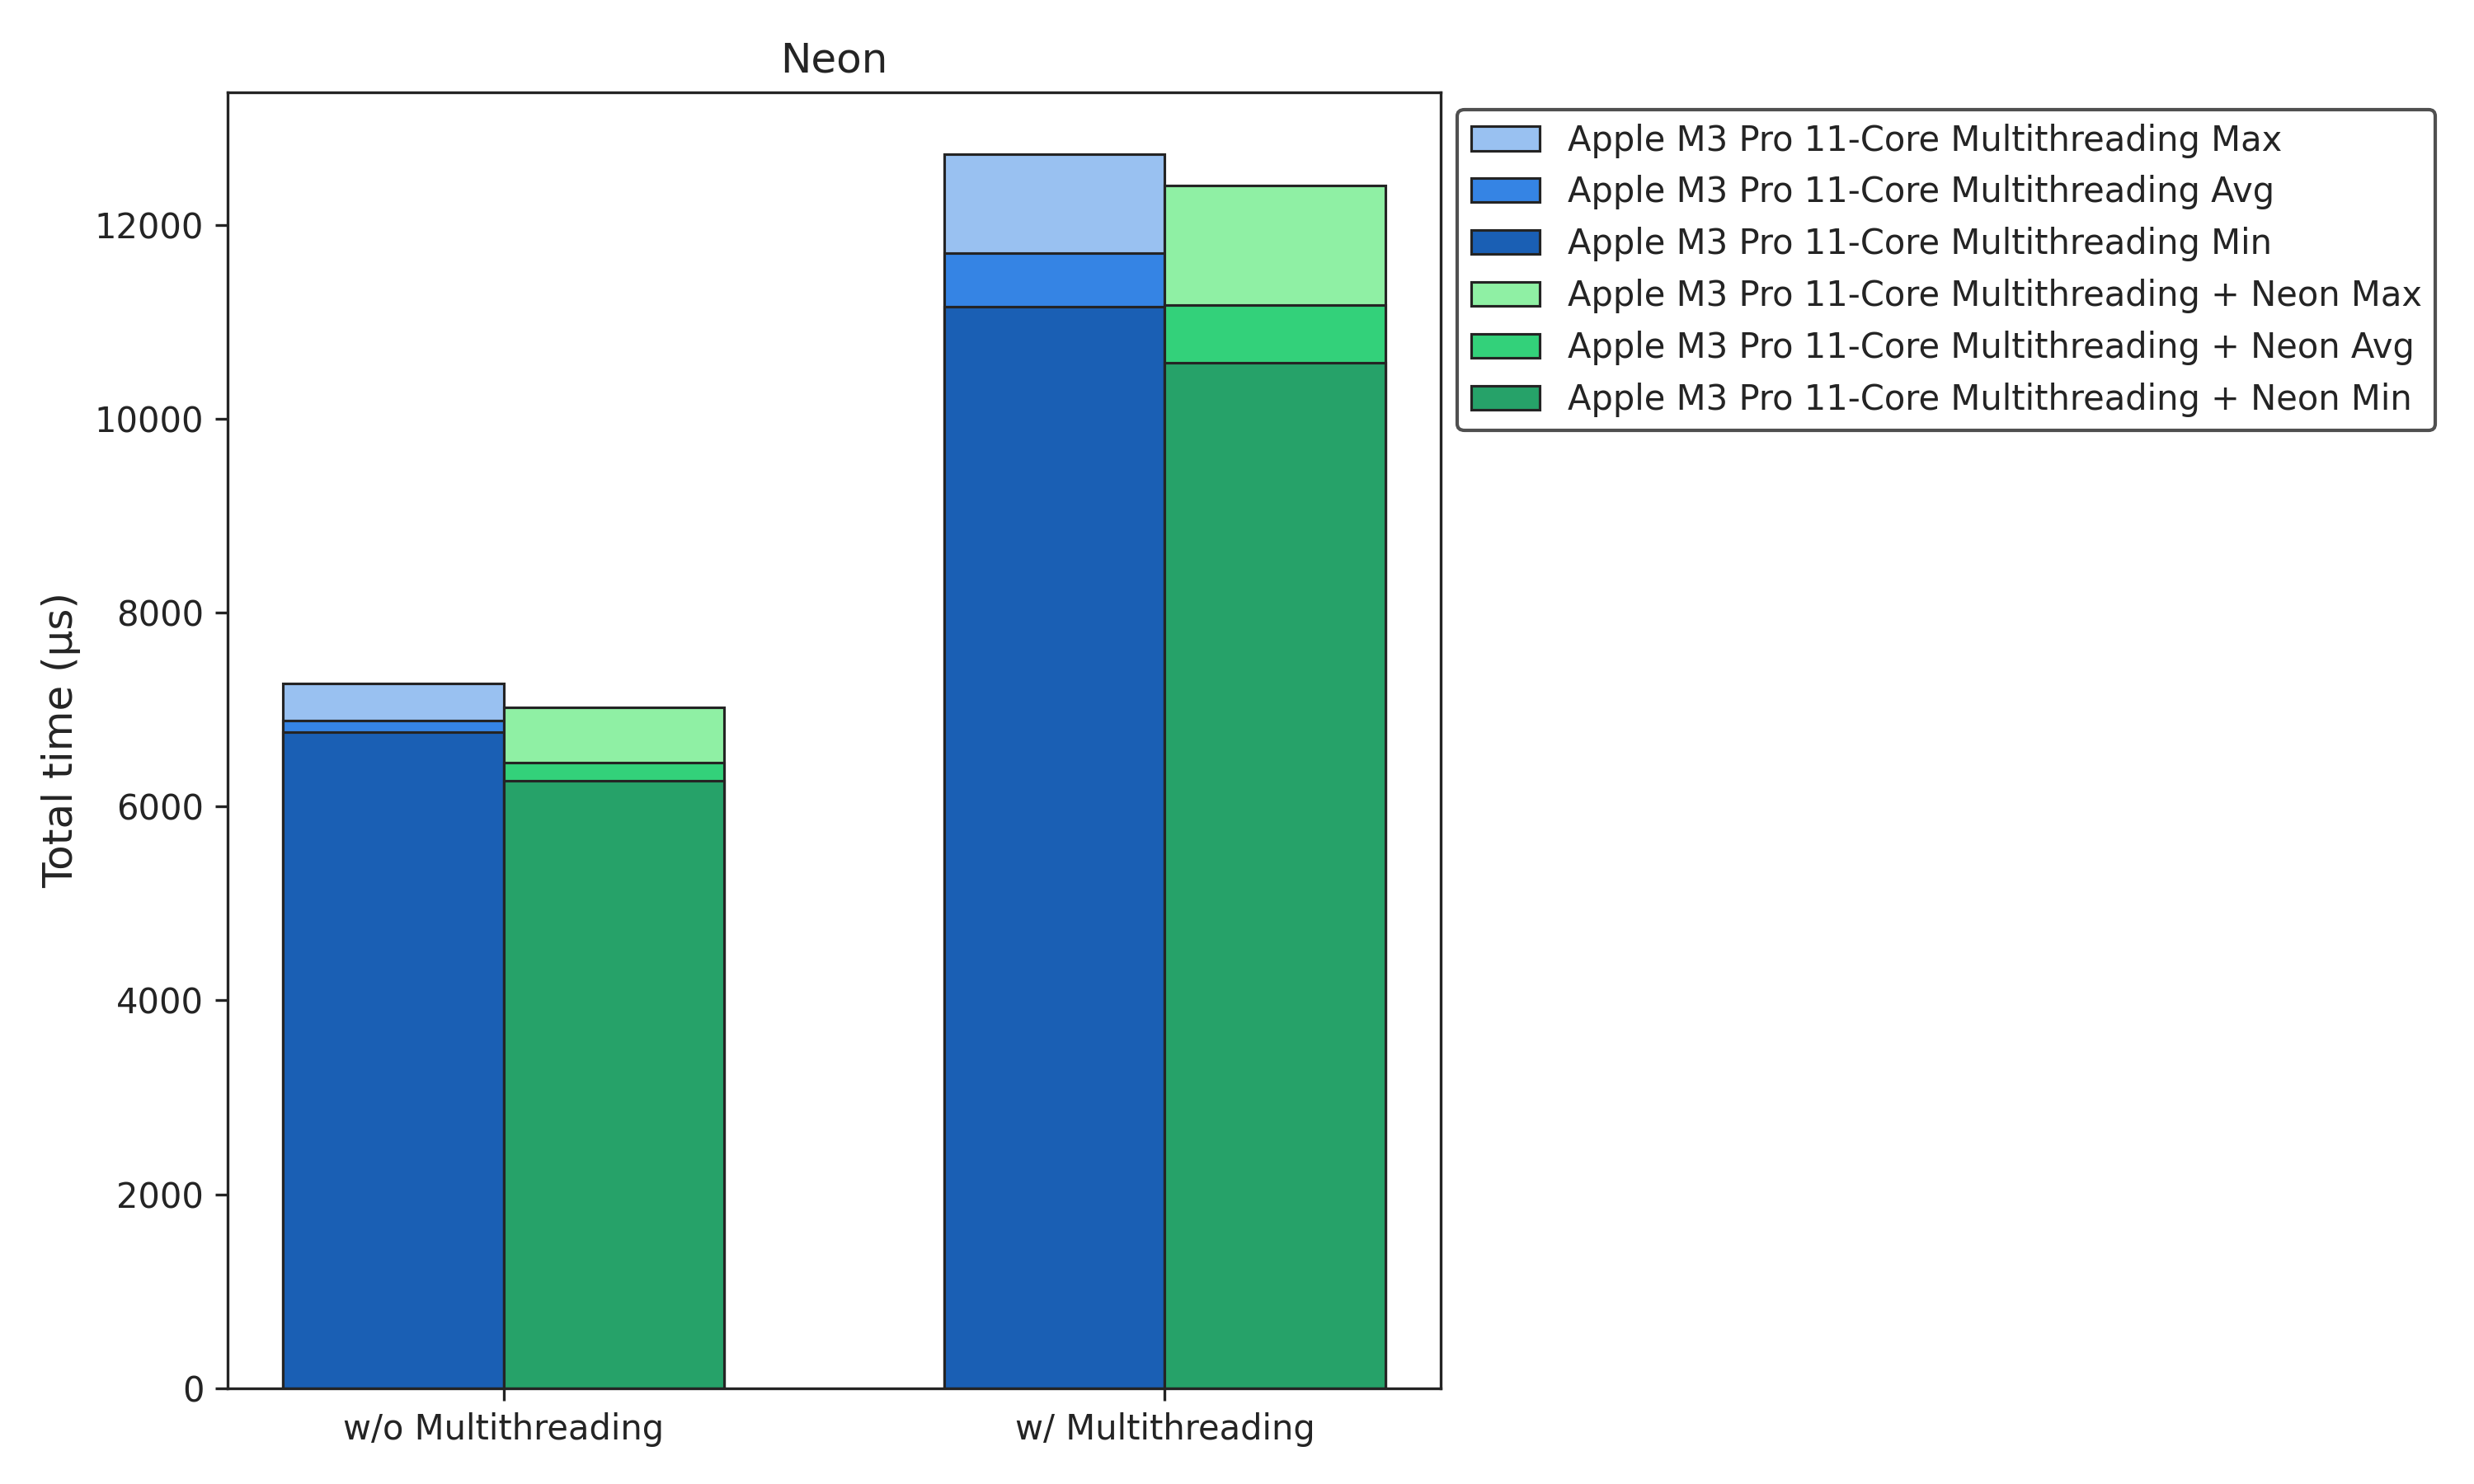 Neon
Apple M3 Pro 11-Core Multithreading Max
Apple M3 Pro 11-Core Multithreading Avg
Apple M3 Pro 11-Core Multithreading Min
Apple M3 Pro 11-Core Multithreading + Neon Max
Apple M3 Pro 11-Core Multithreading + Neon Avg
Apple M3 Pro 11-Core Multithreading + Neon Min
Total time (µs)
12000
10000
8000
6000
4000
2000
0
w/o Multithreading
w/ Multithreading